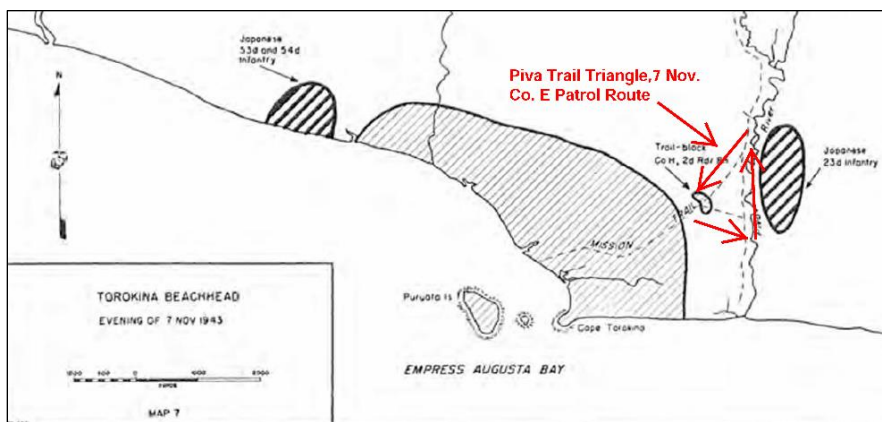 Japanese
53d and 54d
Infantry
N
Piva Trail Triangle,7 Nov.
Co. E Patrol Route
River
Trail-block
Co H, 2d Rdr Bn
Japanese
23d Infantry
TRAIL
MISSION
TOROKINA BEACHHEAD
EVENING OF 7 NOV 1943
Puruata Is
Cape Torokina
0
EMPRESS AUGUSTA BAY
MAP 7